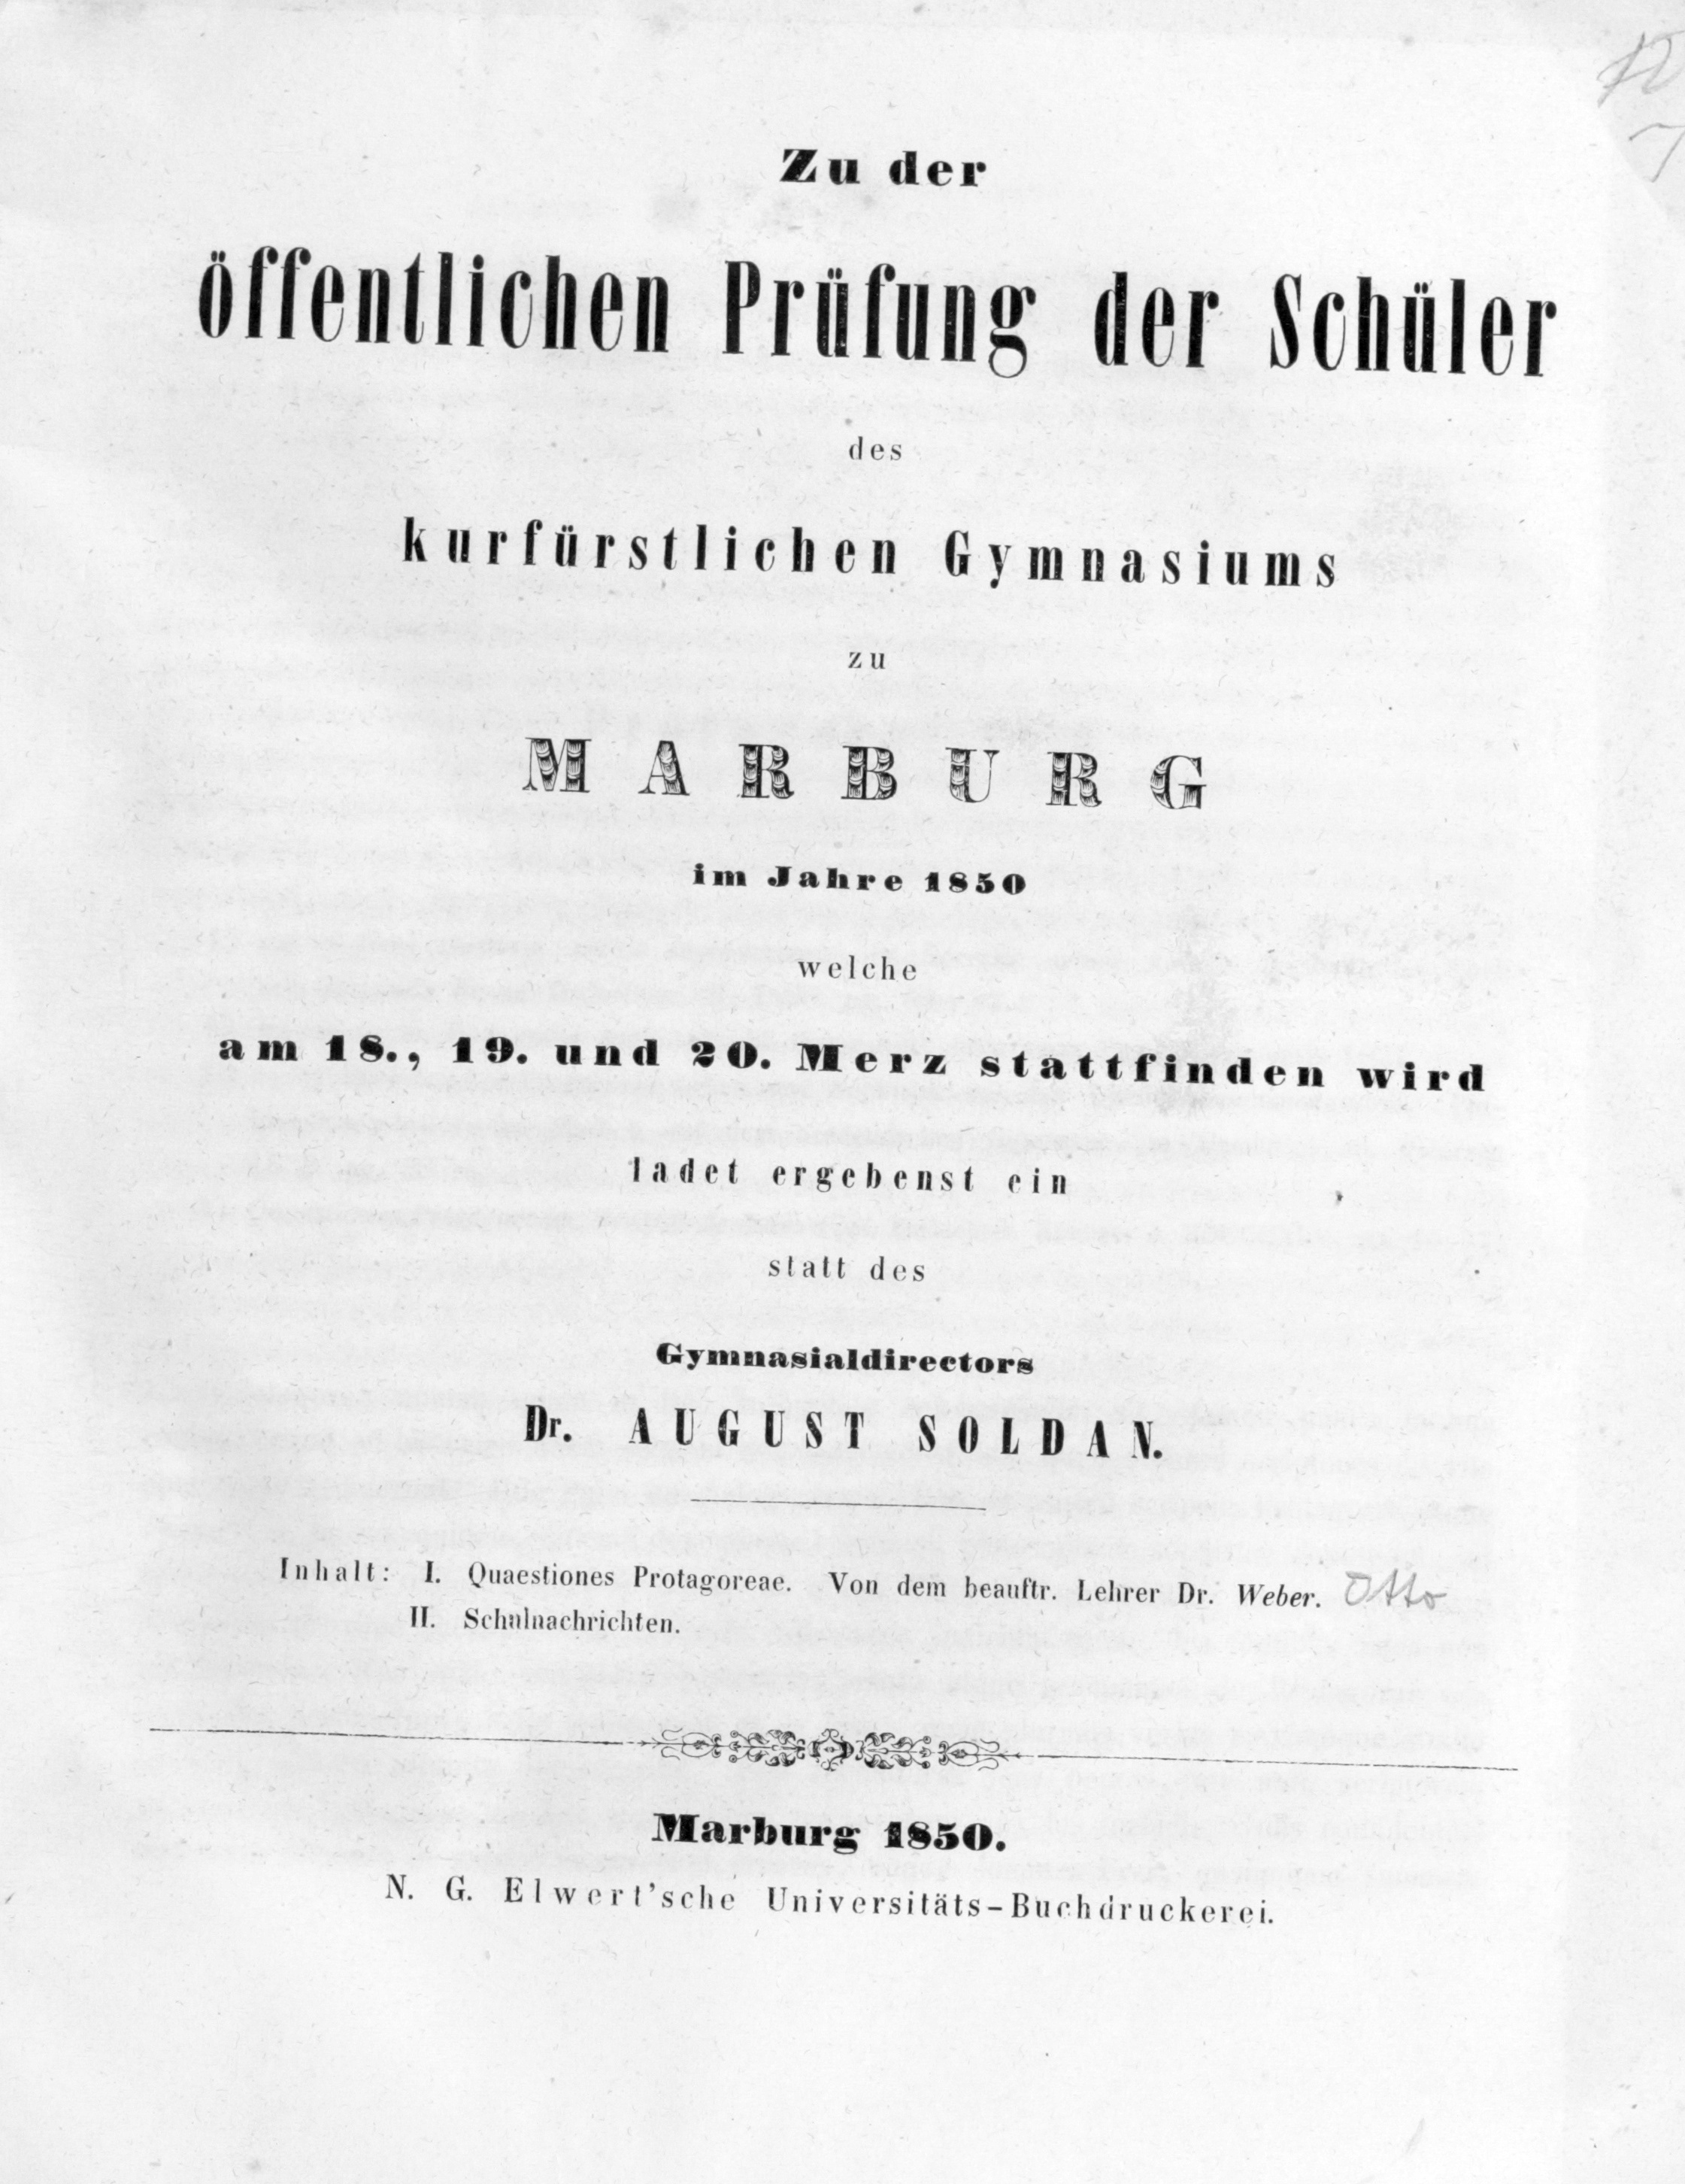 Zu der
öffentlichen Prüfung der Schüler
des
kurfürstlichen Gymnasiums
zu
MARBURG
im Jahre 1850
welche
am 18., 19. und 20. Merz stattfinden wird
ladet ergebenst ein
statt des
Gymnasialdirectors
Dr. AUGUST SOLDAN.
Inhalt: I. Quaestiones Protagoreae. Von dem beauftr. Lehrer Dr. Weber. Otto
II. Schulnachrichten.
Marburg 1850.
N. G. Elwert'sche Universitäts-Buchdruckerei.